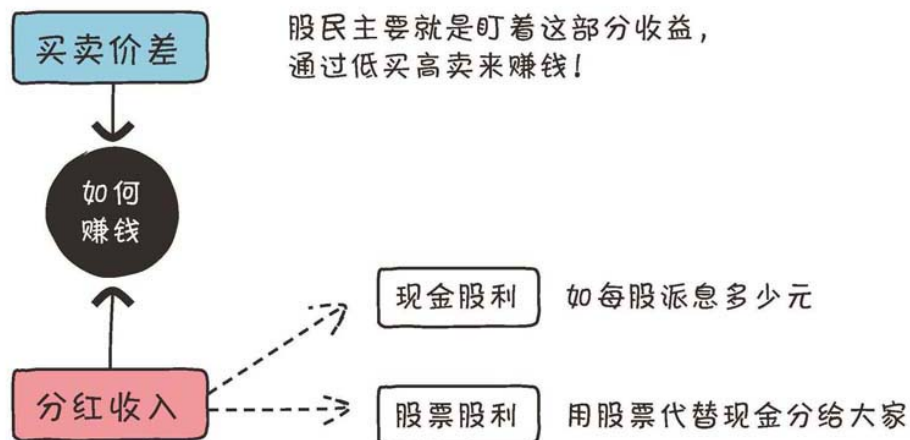 买卖价差
股民主要就是盯着这部分收益，
通过低买高卖来赚钱！
如何
赚钱
现金股利
如每股派息多少元
分红收入
股票股利
用股票代替现金分给大家